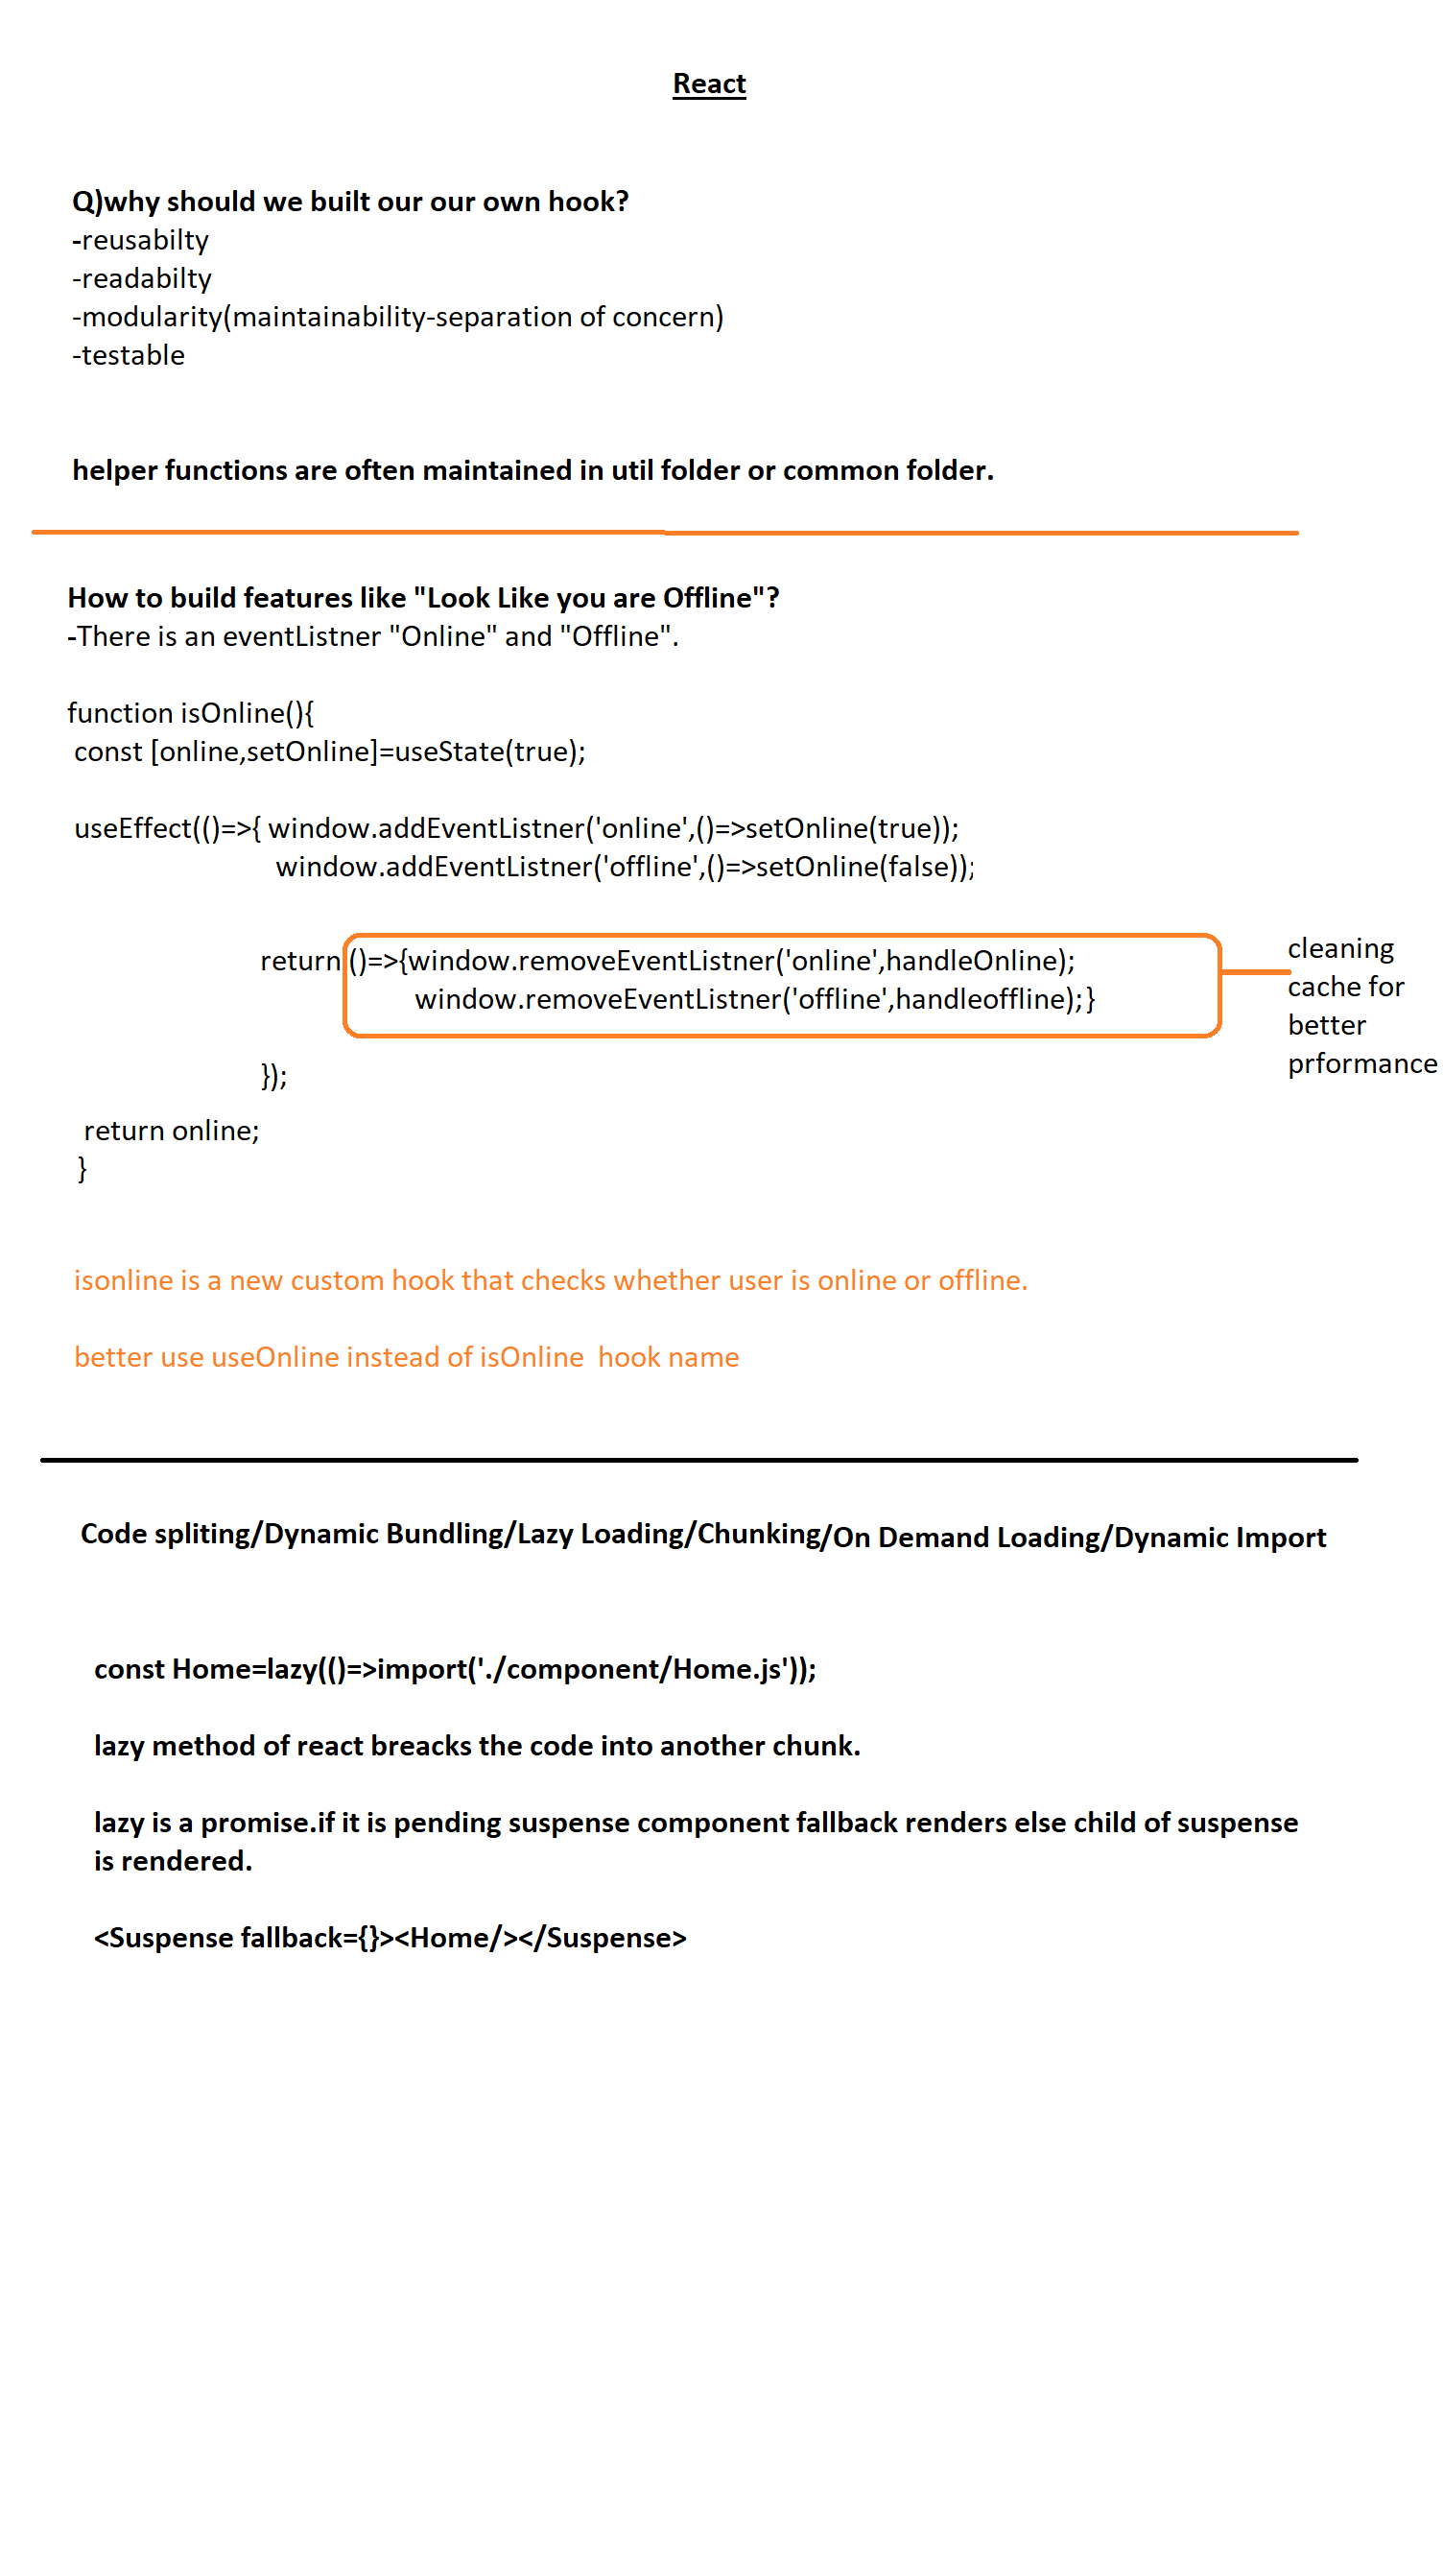 React
Q)why should we built our our own hook?
-reusabilty
-readabilty
-modularity(maintainability-separation of concern)
-testable
helper functions are often maintained in util folder or common folder.
How to build features like "Look Like you are Offline"?
-There is an eventListner "Online" and "Offline".
function isOnline(){
const [online,setOnline]=useState(true);
useEffect(()=>{ window.addEventListner('online',()=>setOnline(true));
window.addEventListner('offline',()=>setOnline(false));
return ()=>{window.removeEventListner('online',handleOnline);
window.removeEventListner('offline',handleoffline);}
cleaning
cache for
better
prformance
});
return online;
}
isonline is a new custom hook that checks whether user is online or offline.
better use useOnline instead of isOnline  hook name
Code spliting/Dynamic Bundling/Lazy Loading/Chunking/On Demand Loading/Dynamic Import
const Home=lazy(()=>import('./component/Home.js'));
lazy method of react breacks the code into another chunk.
lazy is a promise.if it is pending suspense component fallback renders else child of suspense
is rendered.
<Suspense fallback={}><Home/></Suspense>